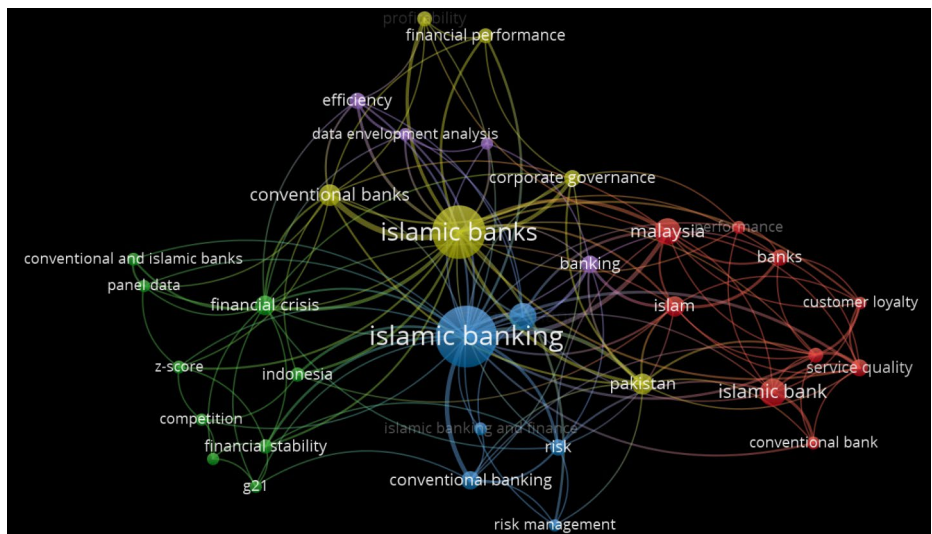 profitability
financial performance
efficiency
data envelopment analysis
corporate governance
conventional banks
islamic banks
malaysia
performance
conventional and islamic banks
banking
banks
panel data
financial crisis
islam
customer loyalty
islamic banking
z-score
indonesia
pakistan
service quality
islamic bank
competition
islamic banking and finance
financial stability
risk
conventional bank
g21
conventional banking
risk management